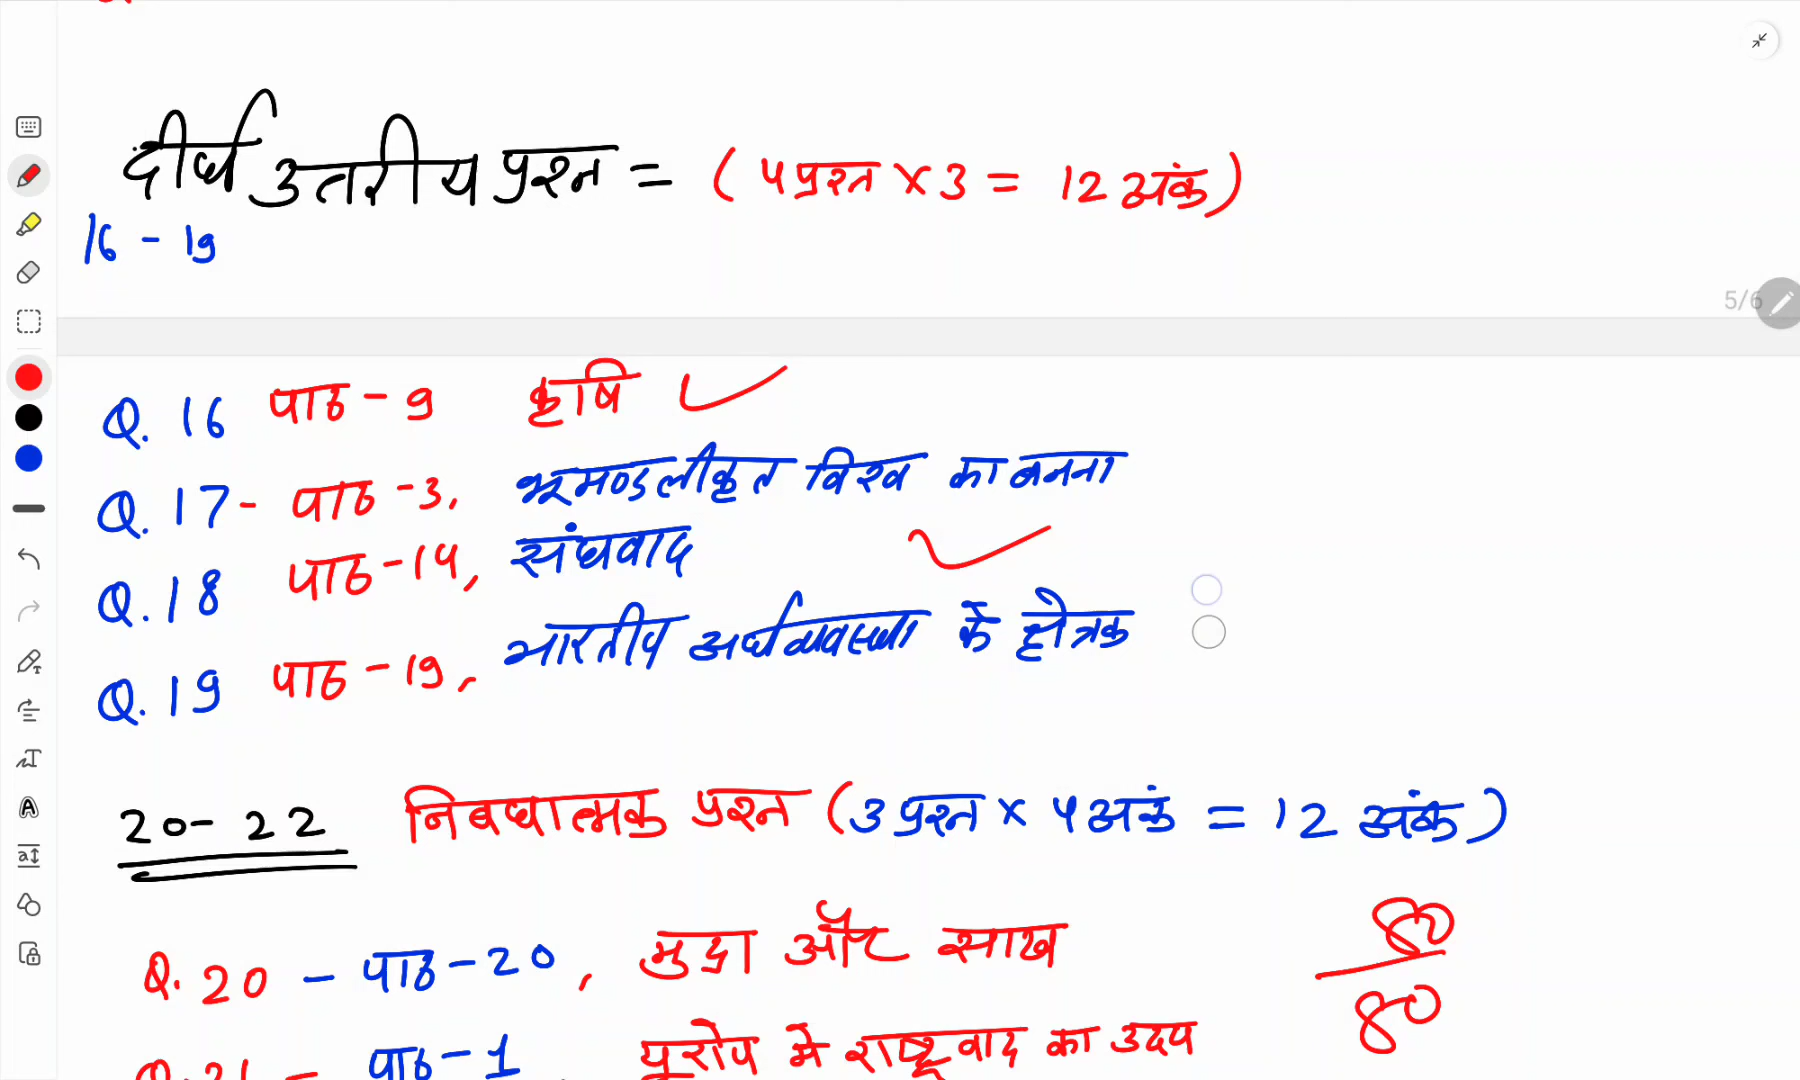 दीर्घ उत्तरीय प्रश्न = (4 प्रश्न × 3 = 12 अंक)
16 - 19
5/6
Q. 16 पाठ - 9 कृषि
Q. 17 - पाठ - 3, भूमण्डलीकृत विश्व का बनना
Q. 18 पाठ - 14, संघवाद
Q. 19 पाठ - 19, भारतीय अर्थव्यवस्था के क्षेत्रक
20 - 22 निबंधात्मक प्रश्न (3 प्रश्न × 4 अंक = 12 अंक)
80
80
Q. 20 - पाठ - 20, मुद्रा और साख
Q. 21 - पाठ - 1, यूरोप में राष्ट्रवाद का उदय